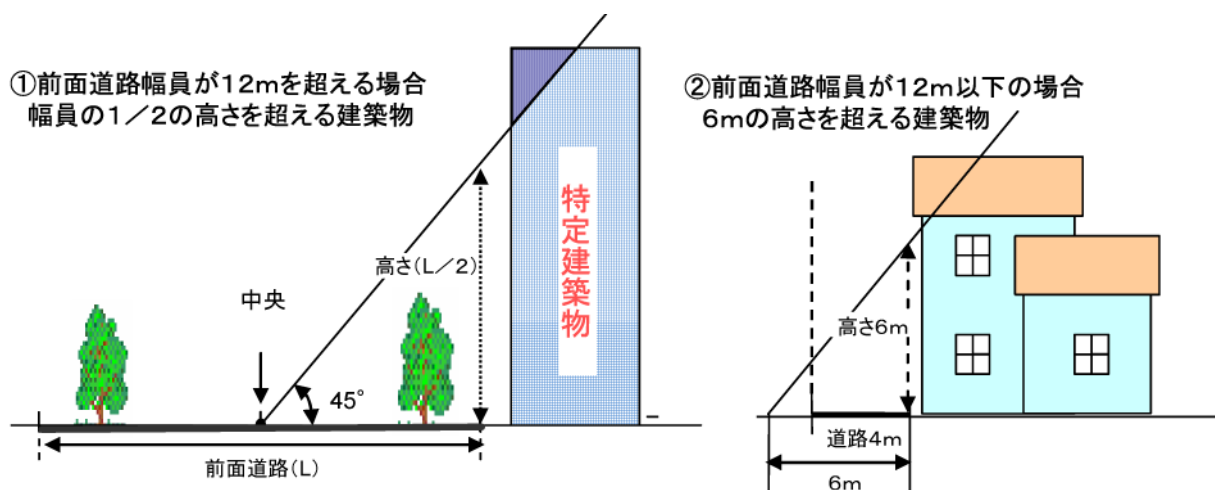 ①前面道路幅員が12mを超える場合
幅員の1／2の高さを超える建築物
中央
45°
高さ(L／2)
特定建築物
前面道路(L)
②前面道路幅員が12m以下の場合
6mの高さを超える建築物
高さ6m
道路4m
6m